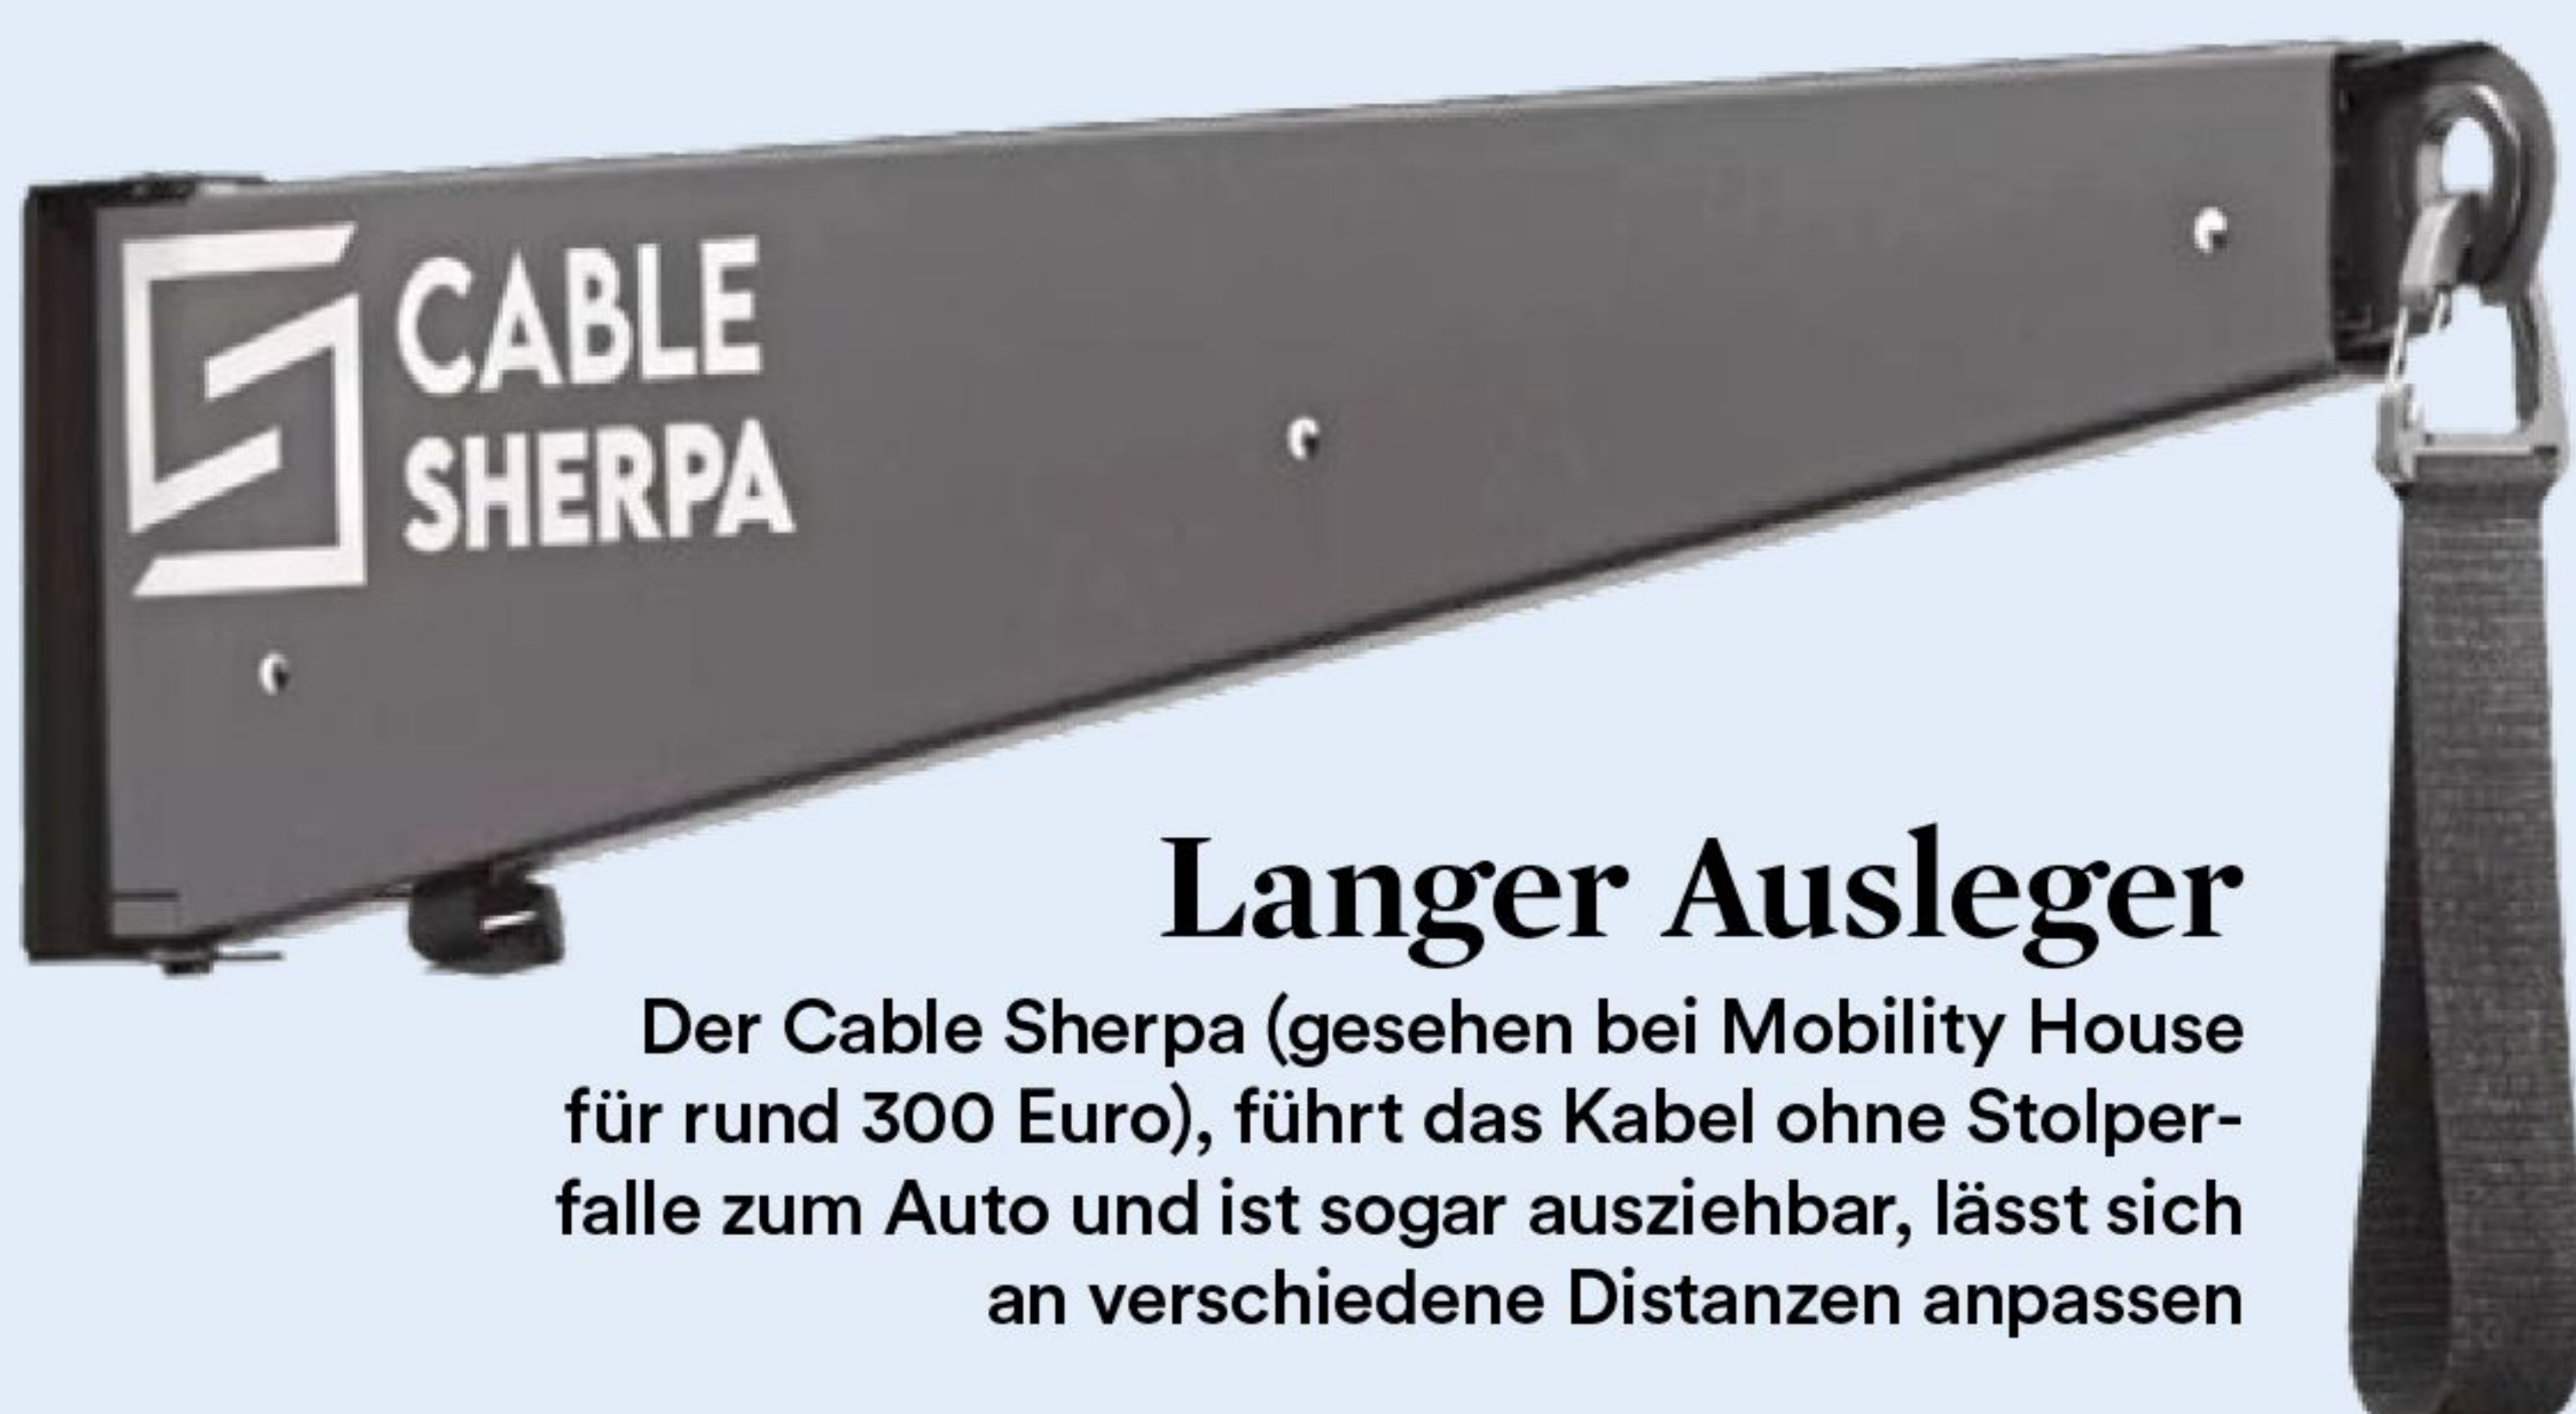 CABLE
SHERPA
Langer Ausleger
Der Cable Sherpa (gesehen bei Mobility House
für rund 300 Euro), führt das Kabel ohne Stolper-
falle zum Auto und ist sogar ausziehbar, lässt sich
an verschiedene Distanzen anpassen